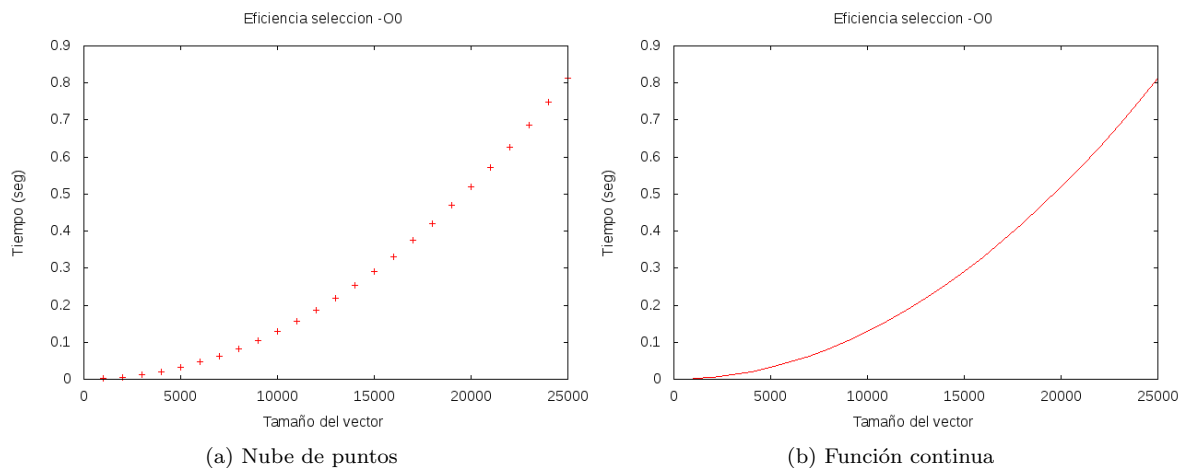 Eficiencia seleccion -O0
0.9
0.8
0.7
0.6
0.5
0.4
0.3
0.2
0.1
0
Tiempo (seg)
0 5000 10000 15000 20000 25000
Tamaño del vector
(a) Nube de puntos
Eficiencia seleccion -O0
0.9
0.8
0.7
0.6
0.5
0.4
0.3
0.2
0.1
0
Tiempo (seg)
0 5000 10000 15000 20000 25000
Tamaño del vector
(b) Función continua